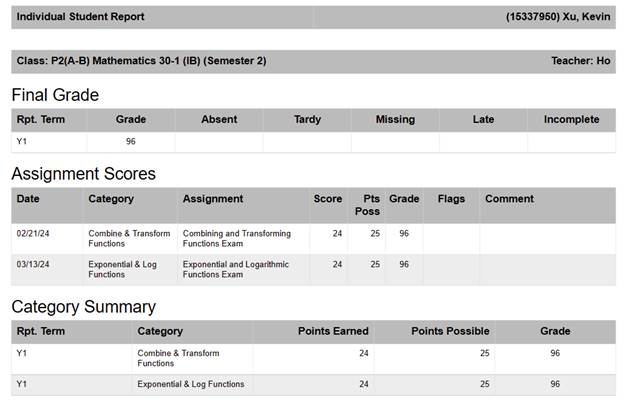 Individual Student Report (15337950) Xu, Kevin
Class: P2(A-B) Mathematics 30-1 (IB) (Semester 2) Teacher: Ho
Final Grade
Rpt. Term Grade Absent Tardy Missing Late Incomplete
Y1 96
Assignment Scores
Date Category Assignment Score Pts Grade Flags Comment
Poss
02/21/24 Combine & Transform Combining and Transforming 24 25 96
Functions Functions Exam
03/13/24 Exponential & Log Exponential and Logarithmic 24 25 96
Functions Functions Exam
Category Summary
Rpt. Term Category Points Earned Points Possible Grade
Y1 Combine & Transform 24 25 96
Functions
Y1 Exponential & Log Functions 24 25 96